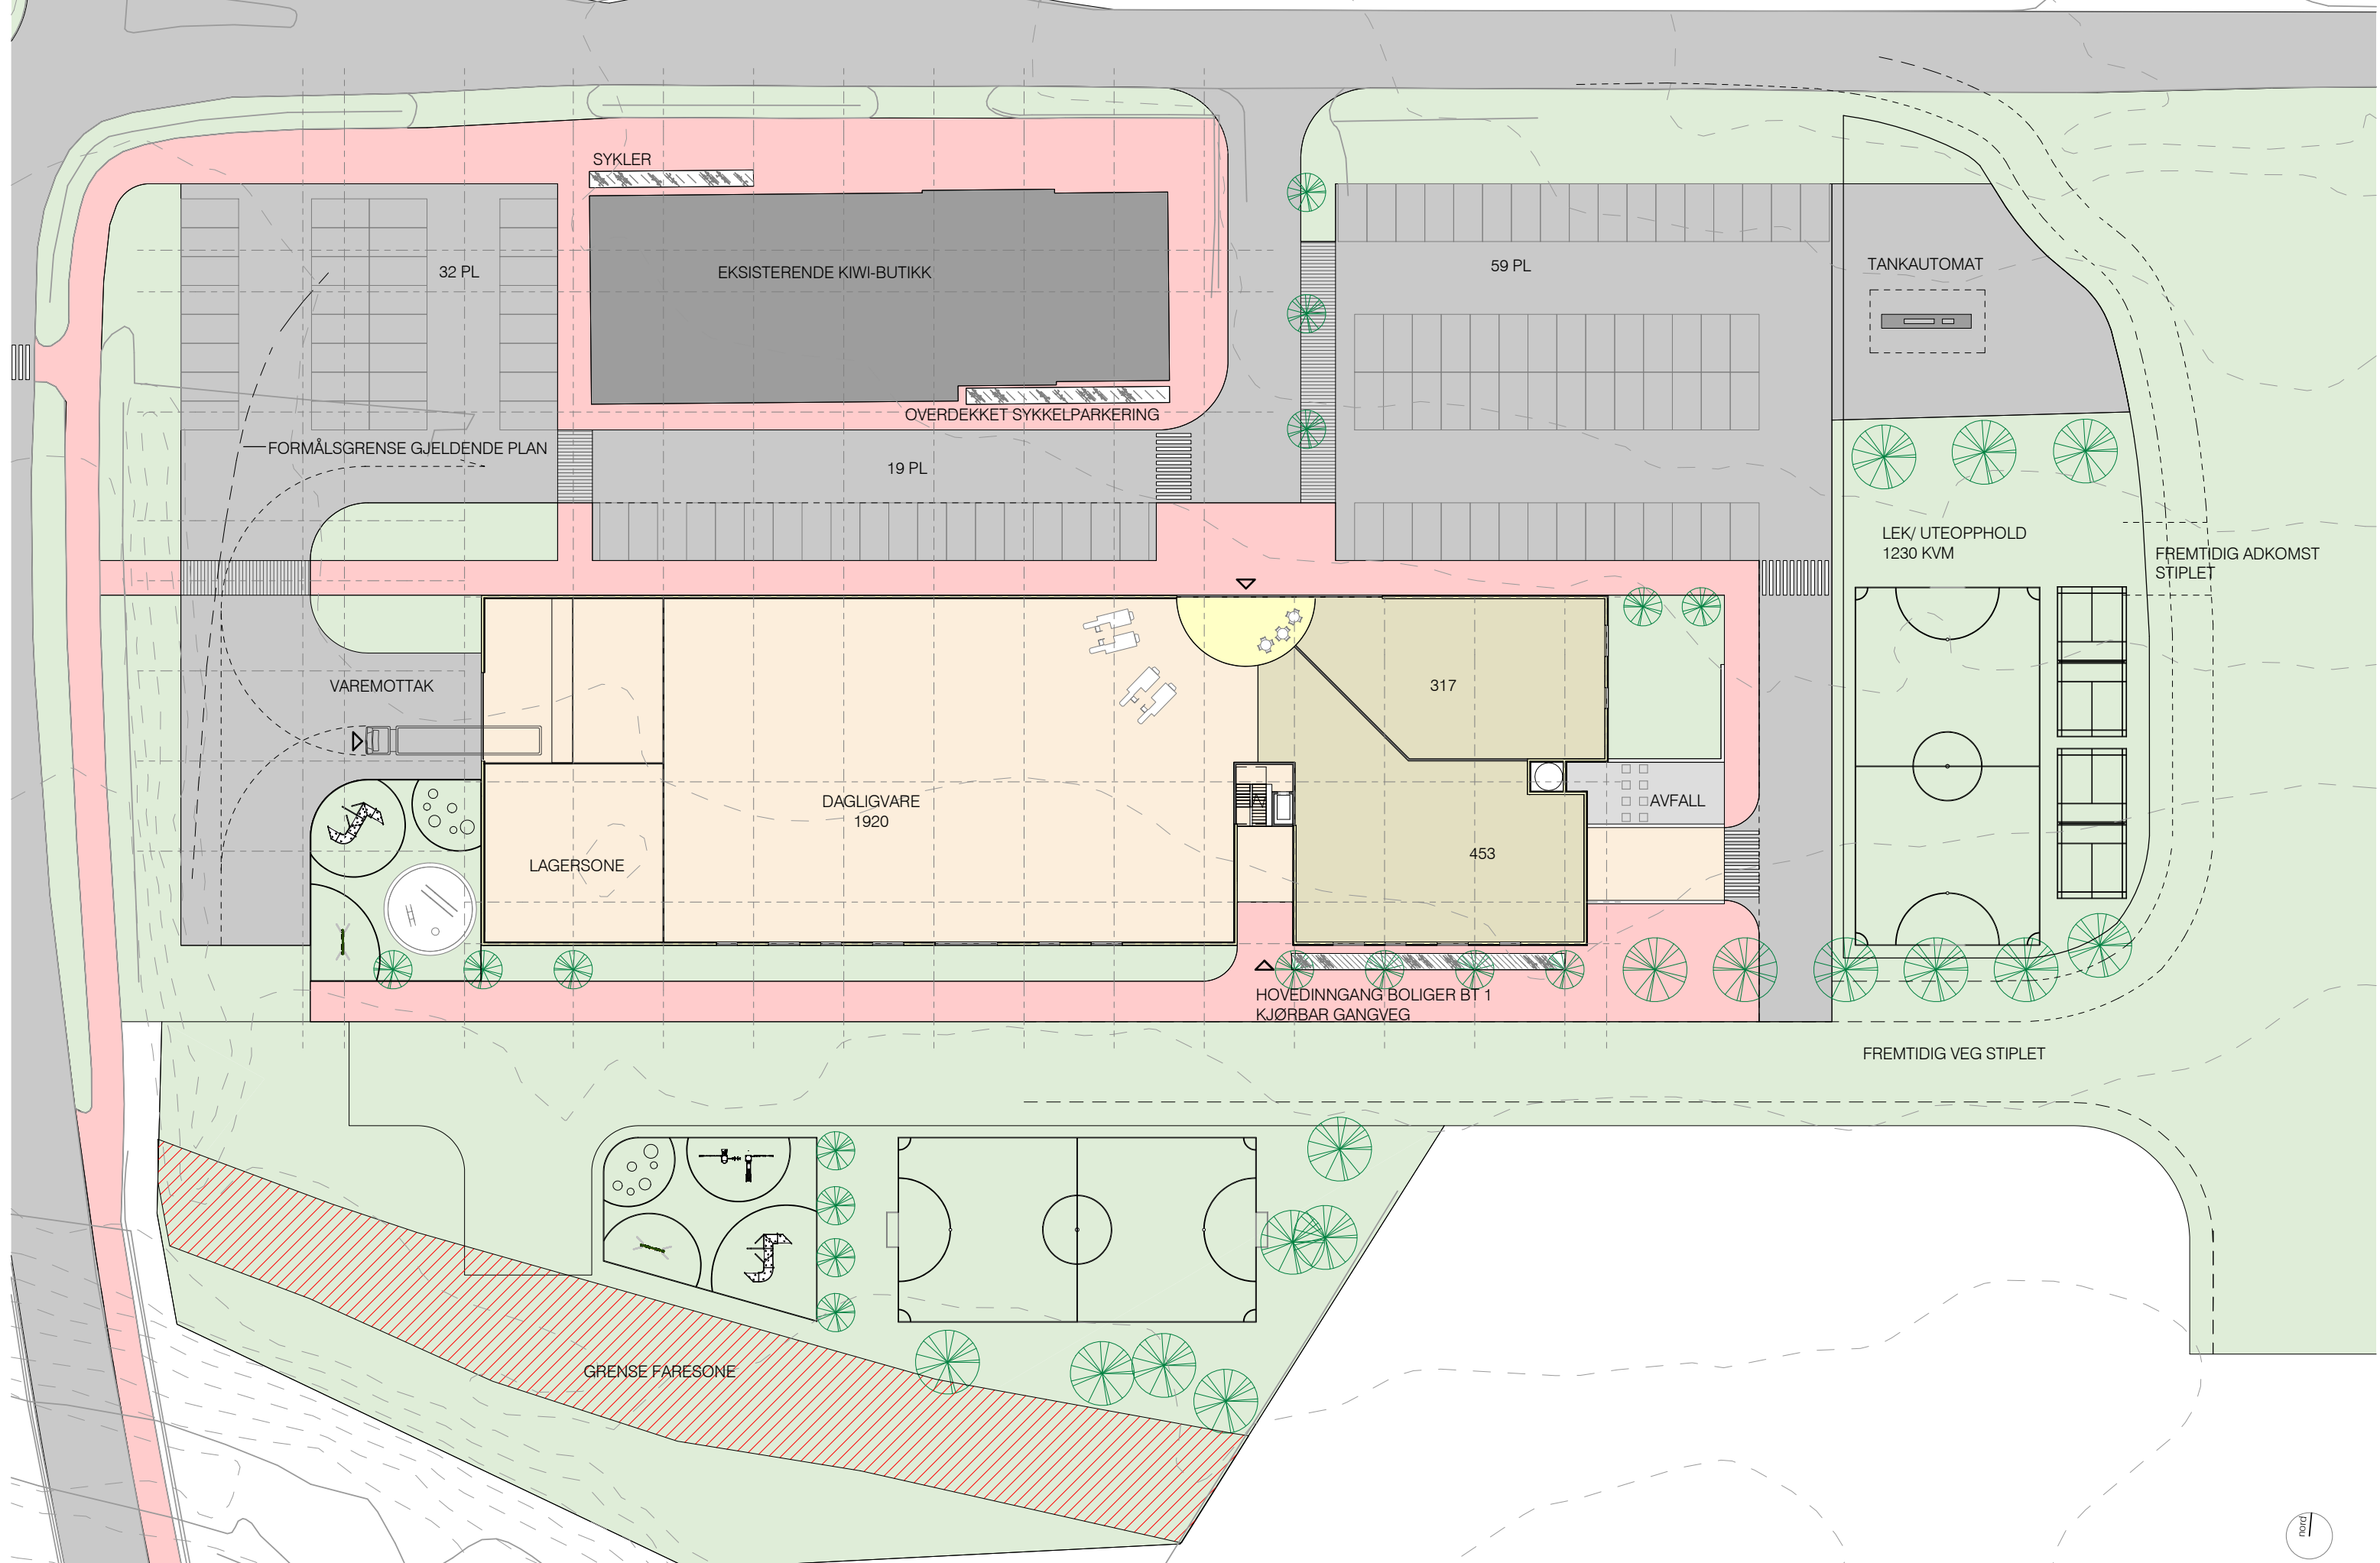 SYKLER
32 PL
EKSISTERENDE KIWI-BUTIKK
59 PL
TANKAUTOMAT
OVERDEKKET SYKKELPARKERING
FORMÅLSGRENSE GJELDENDE PLAN
19 PL
LEK/ UTEOPPHOLD
1230 KVM
FREMTIDIG ADKOMST
STIPLET
VAREMOTTAK
317
DAGLIGVARE
1920
AVFALL
LAGERSONE
453
HOVEDINNGANG BOLIGER BT 1
KJØRBAR GANGVEG
FREMTIDIG VEG STIPLET
GRENSE FARESONE
nord